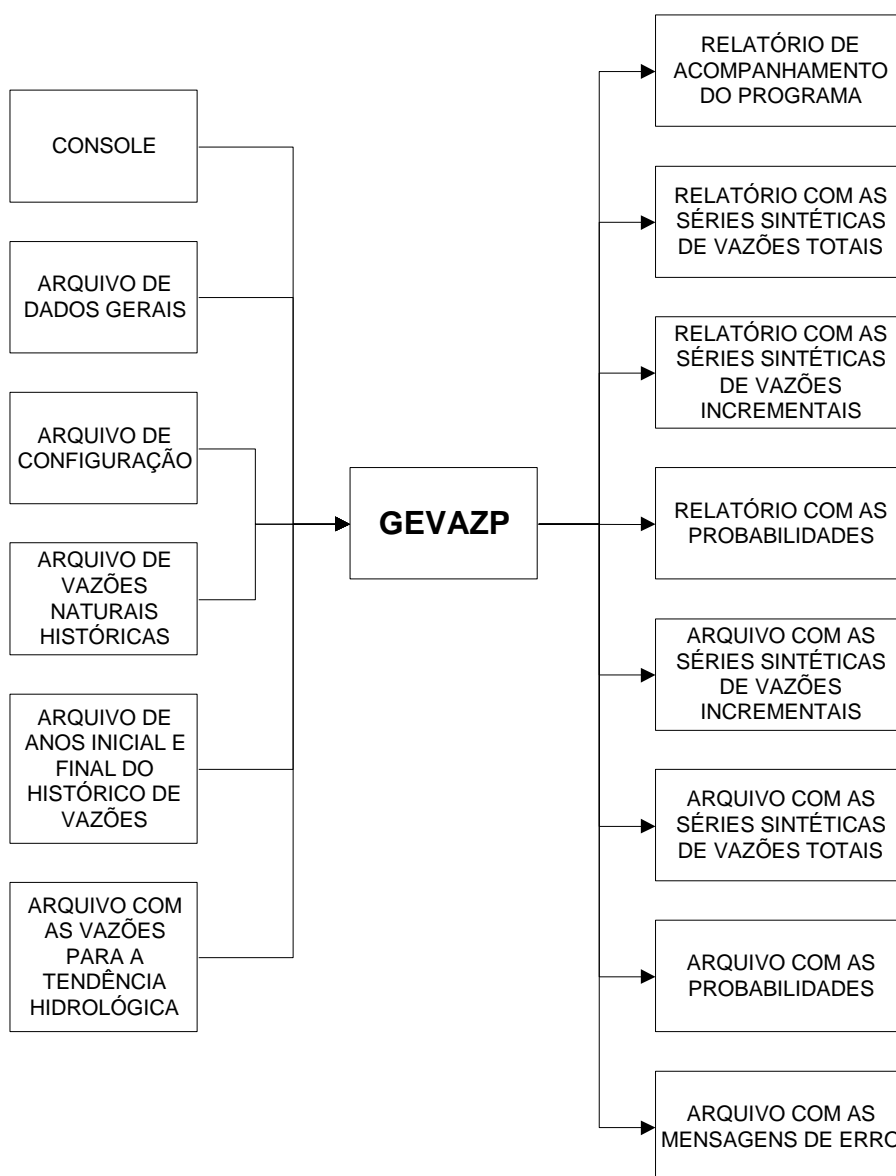 CONSOLE
ARQUIVO DE
DADOS GERAIS
ARQUIVO DE
CONFIGURAÇÃO
ARQUIVO DE
VAZÕES
NATURAIS
HISTÓRICAS
ARQUIVO DE
ANOS INICIAL E
FINAL DO
HISTÓRICO DE
VAZÕES
ARQUIVO COM
AS VAZÕES
PARA A
TENDÊNCIA
HIDROLÓGICA
GEVAZP
RELATÓRIO DE
ACOMPANHAMENTO
DO PROGRAMA
RELATÓRIO COM AS
SÉRIES SINTÉTICAS
DE VAZÕES TOTAIS
RELATÓRIO COM AS
SÉRIES SINTÉTICAS
DE VAZÕES
INCREMENTAIS
RELATÓRIO COM AS
PROBABILIDADES
ARQUIVO COM AS
SÉRIES SINTÉTICAS
DE VAZÕES
INCREMENTAIS
ARQUIVO COM AS
SÉRIES SINTÉTICAS
DE VAZÕES TOTAIS
ARQUIVO COM AS
PROBABILIDADES
ARQUIVO COM AS
MENSAGENS DE ERRO